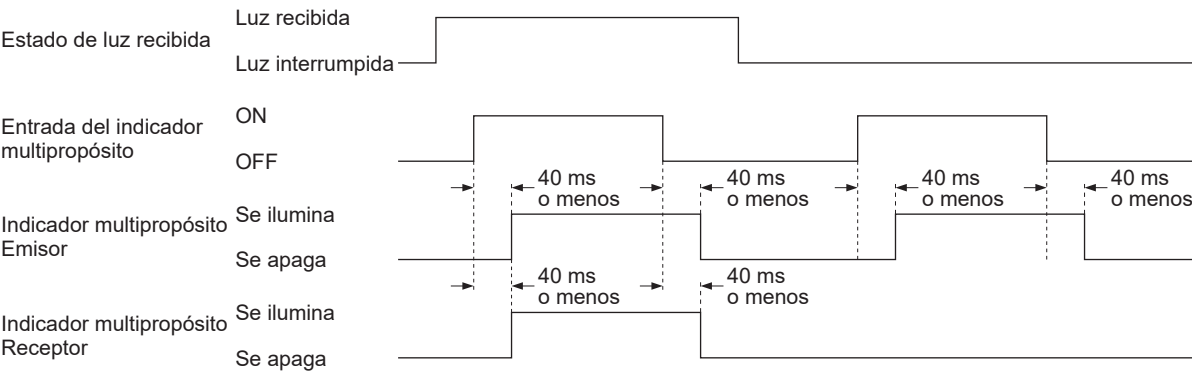 Estado de luz recibida
Luz recibida
Luz interrumpida
Entrada del indicador
multipropósito
ON
OFF
40 ms
o menos
40 ms
o menos
40 ms
o menos
40 ms
o menos
Indicador multipropósito
Emisor
Se ilumina
Se apaga
40 ms
o menos
40 ms
o menos
Indicador multipropósito
Receptor
Se ilumina
Se apaga